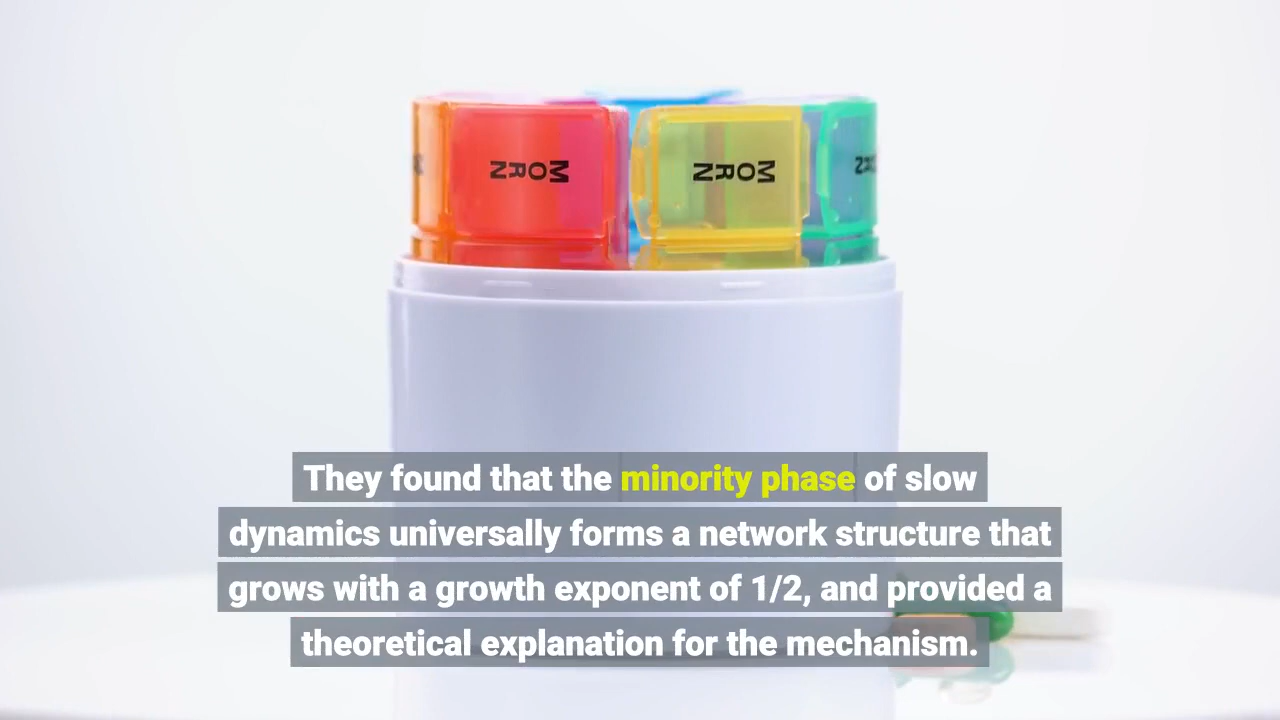 MORN
MORN
They found that the minority phase of slow
dynamics universally forms a network structure that
grows with a growth exponent of 1/2, and provided a
theoretical explanation for the mechanism.